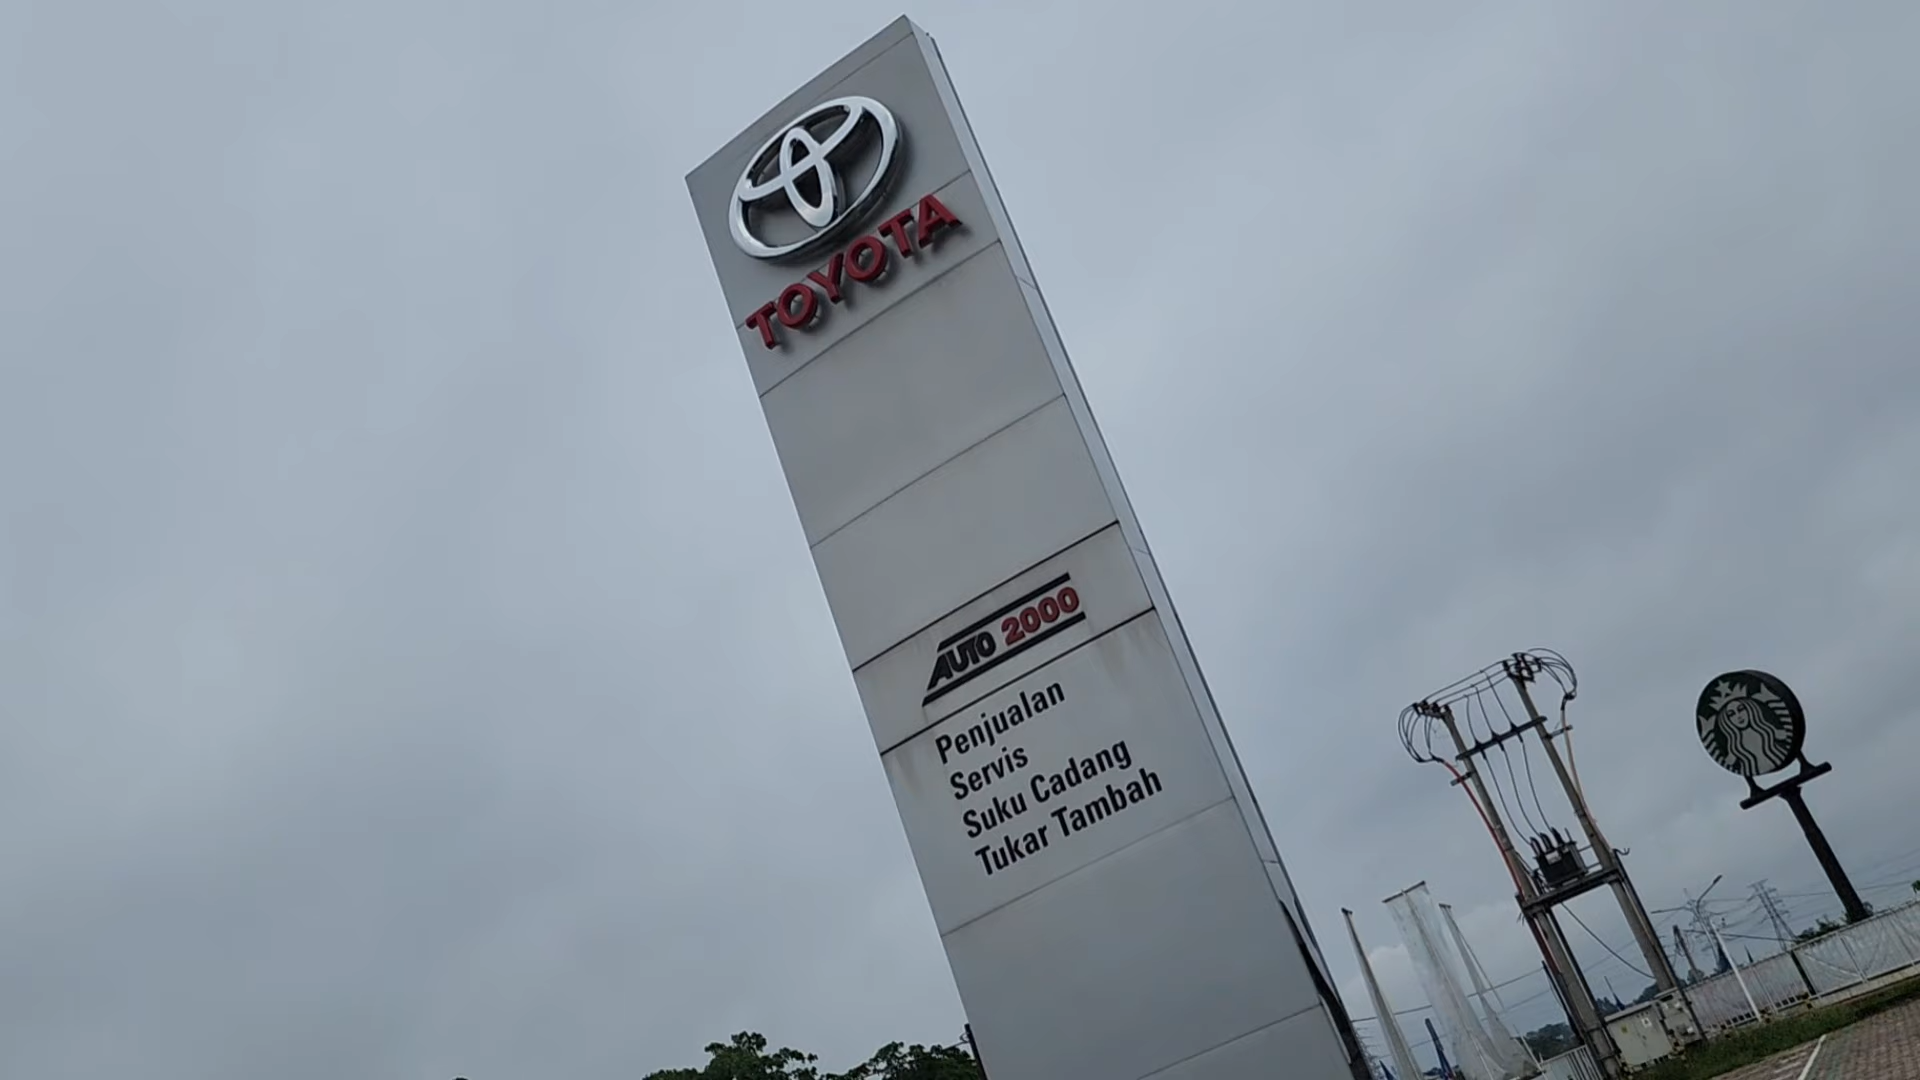 TOYOTA
AUTO 2000
Penjualan
Servis
Suku Cadang
Tukar Tambah